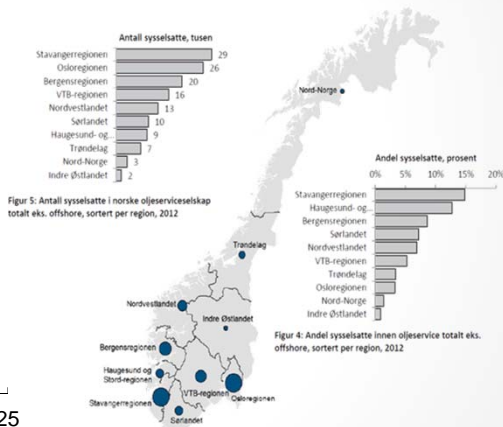 Antall sysselsatte, tusen
Stavangerregionen 29
Osloregionen 26
Bergensregionen 20
VTB-regionen 16
Nordvestlandet 13
Sørlandet 10
Haugesund- og... 9
Trøndelag 7
Nord-Norge 3
Indre Østlandet 2
Figur 5: Antall sysselsatte i norske oljeserviceselskap
totalt eks. offshore, sortert per region, 2012
Nord-Norge
Trøndelag
Nordvestlandet
Indre Østlandet
Bergensregionen
Haugesund og
Stord-regionen
VTB-regionen
Osloregionen
Stavangerregionen
Sørlandet
Andel sysselsatte, prosent
0% 5% 10% 15% 20%
Stavangerregionen
Haugesund- og...
Bergensregionen
Sørlandet
Nordvestlandet
VTB-regionen
Trøndelag
Osloregionen
Nord-Norge
Indre Østlandet
Figur 4: Andel sysselsatte innen oljeservice totalt eks.
offshore, sortert per region, 2012
25